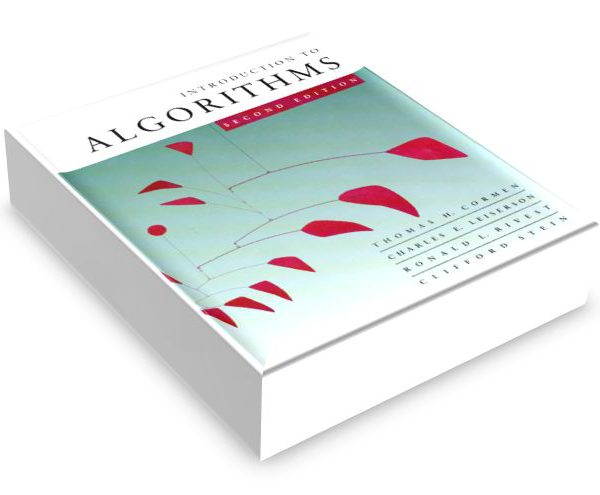 INTRODUCTION TO
ALGORITHMS
SECOND EDITION
THOMAS H. CORMEN
CHARLES E. LEISERSON
RONALD L. RIVEST
CLIFFORD STEIN